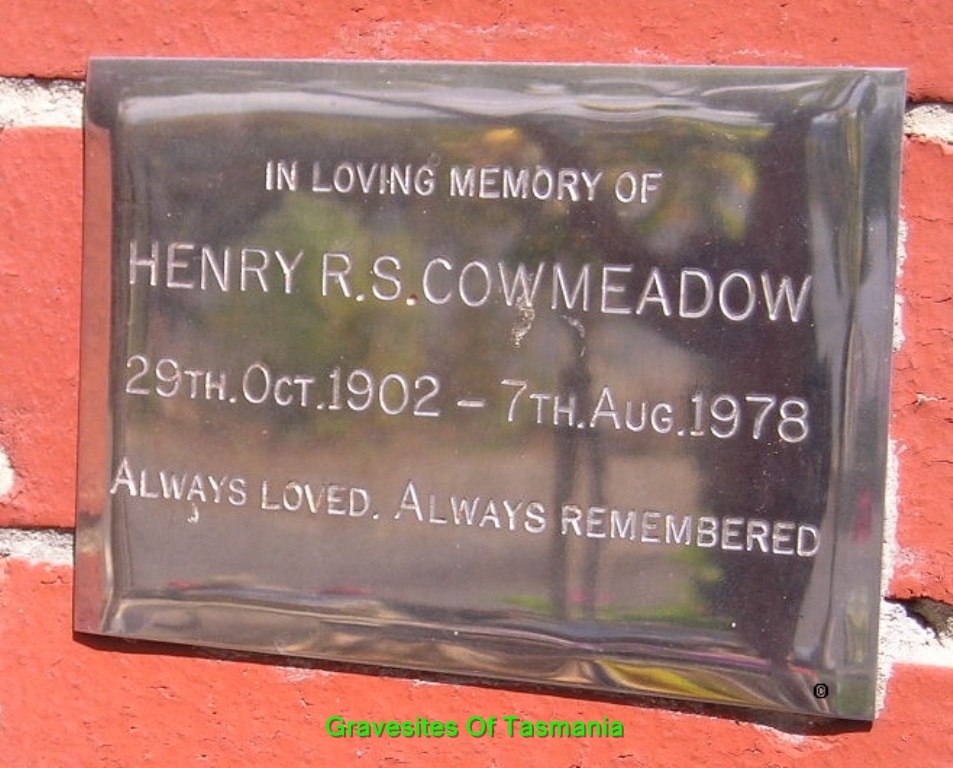 IN LOVING MEMORY OF
HENRY R.S.COWMEADOW
29TH.OCT.1902 – 7TH.AUG.1978
ALWAYS LOVED. ALWAYS REMEMBERED
©
Gravesites Of Tasmania